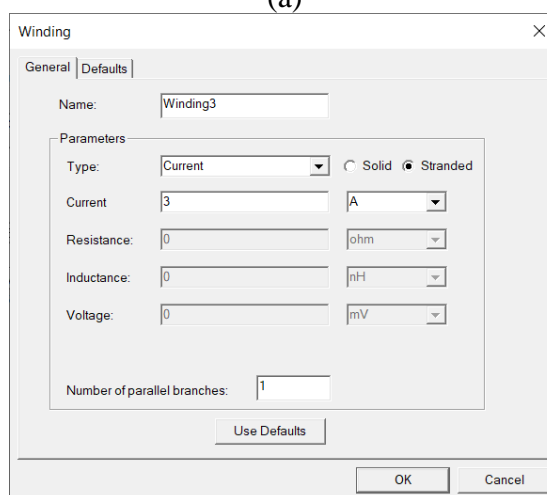 (a)
Winding
General Defaults
Name: Winding3
Parameters
Type: Current Solid Stranded
Current 3 A
Resistance: 0 ohm
Inductance: 0 nH
Voltage: 0 mV
Number of parallel branches: 1
Use Defaults
OK Cancel